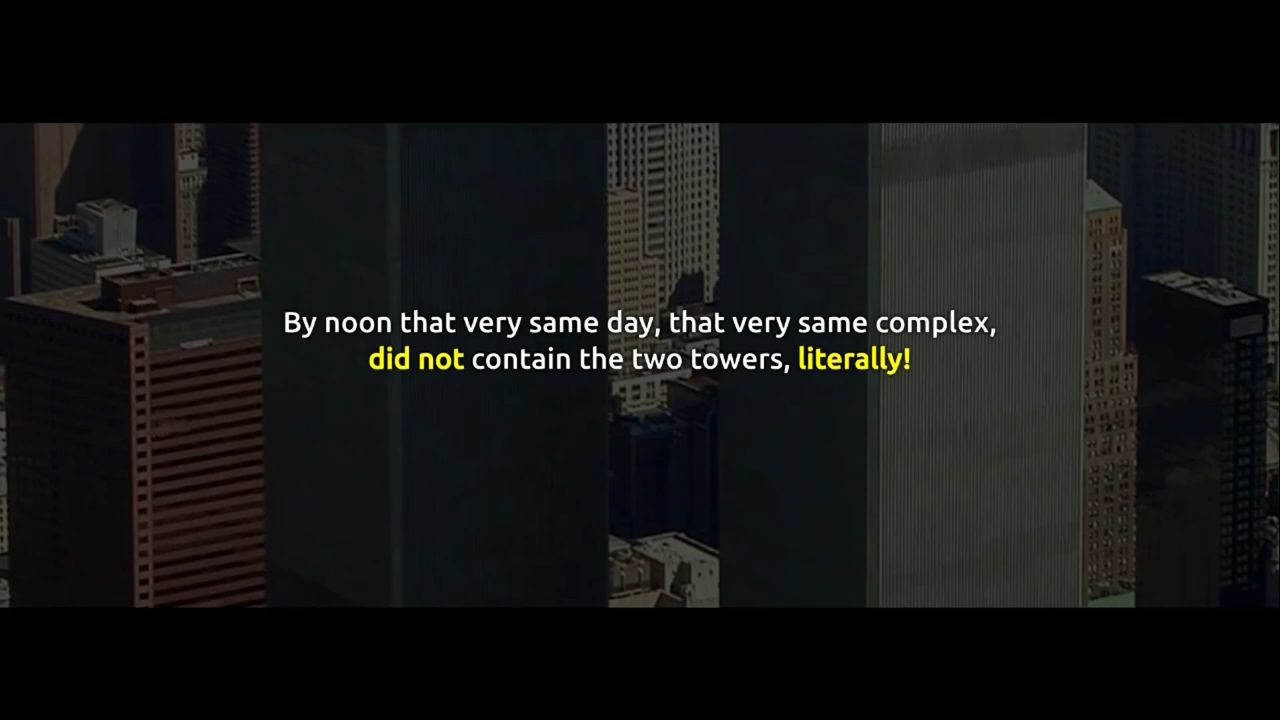 By noon that very same day, that very same complex,
did not contain the two towers, literally!